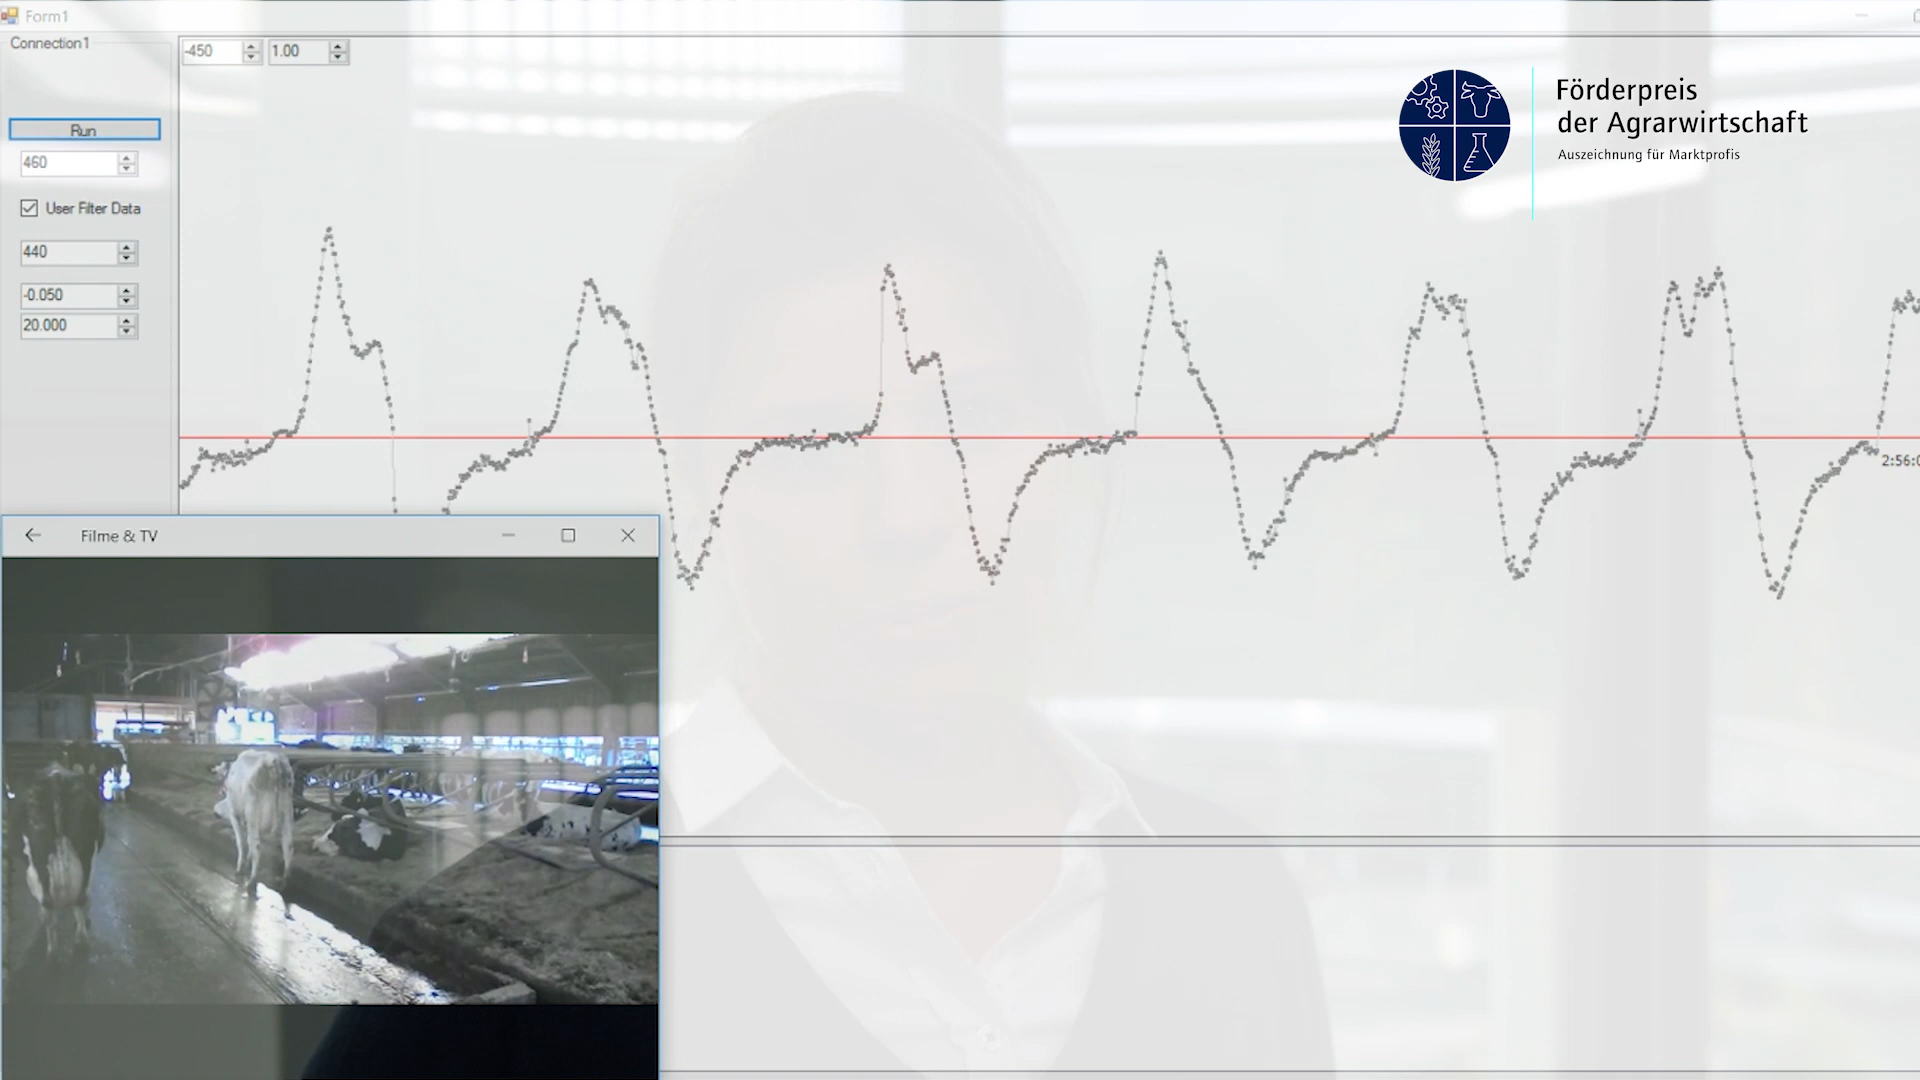 Form1
Connection1
-450
1.00
Run
460
User Filter Data
440
-0.050
20.000
Förderpreis
der Agrarwirtschaft
Auszeichnung für Marktprofis
Filme & TV